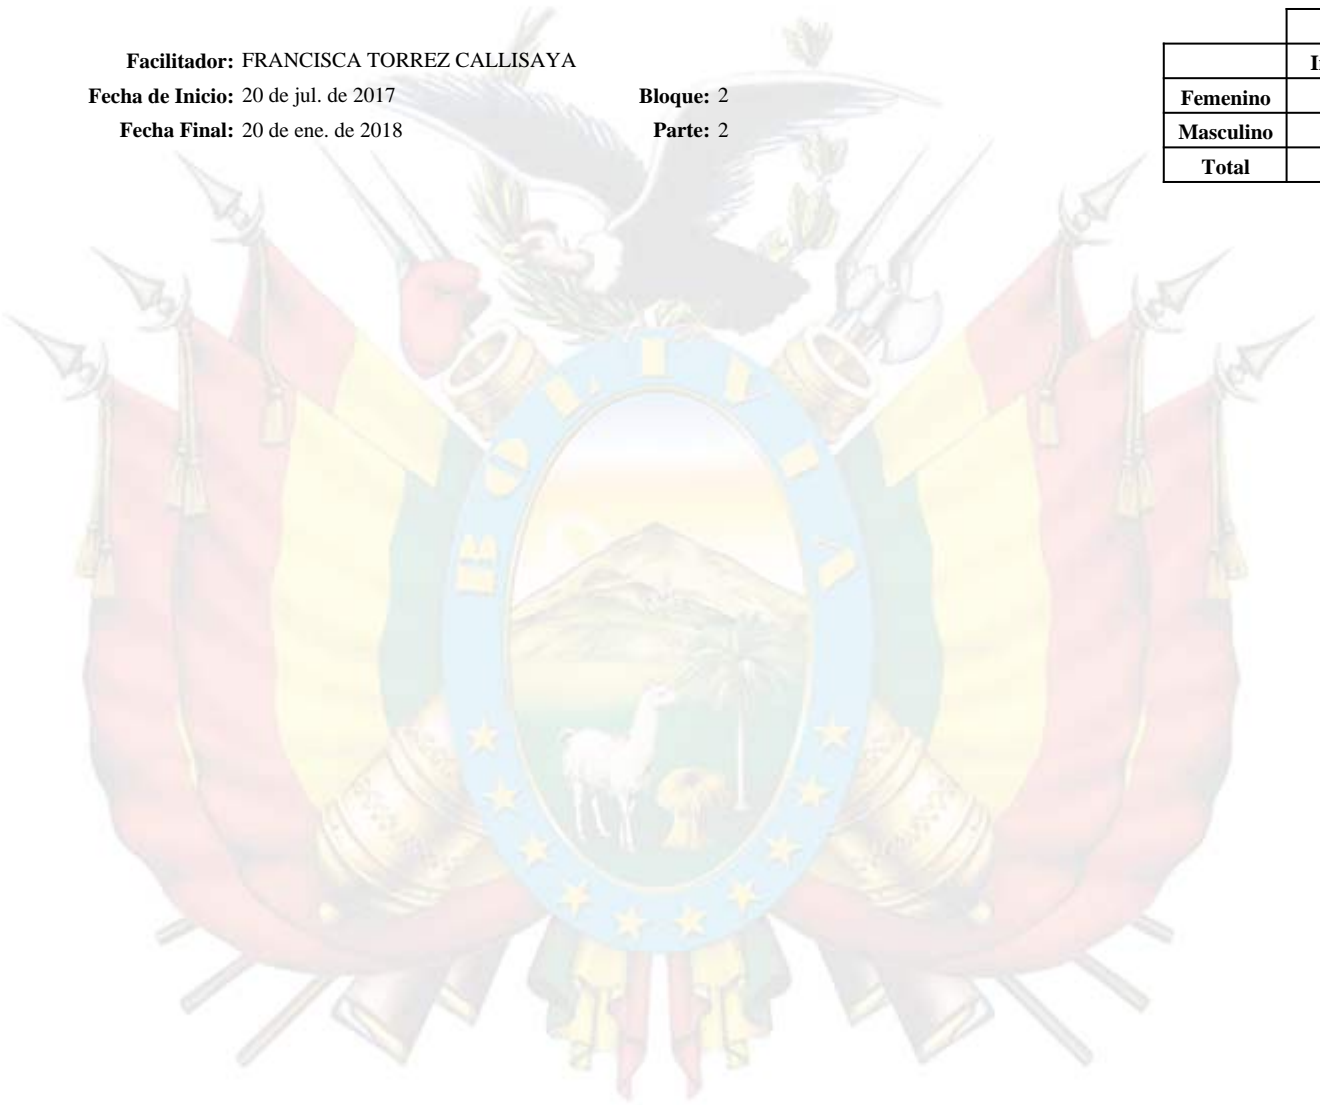 Facilitador: FRANCISCA TORREZ CALLISAYA
Fecha de Inicio: 20 de jul. de 2017 Bloque: 2
Fecha Final: 20 de ene. de 2018 Parte: 2
Femenino
Masculino
Total
BOLIVIA